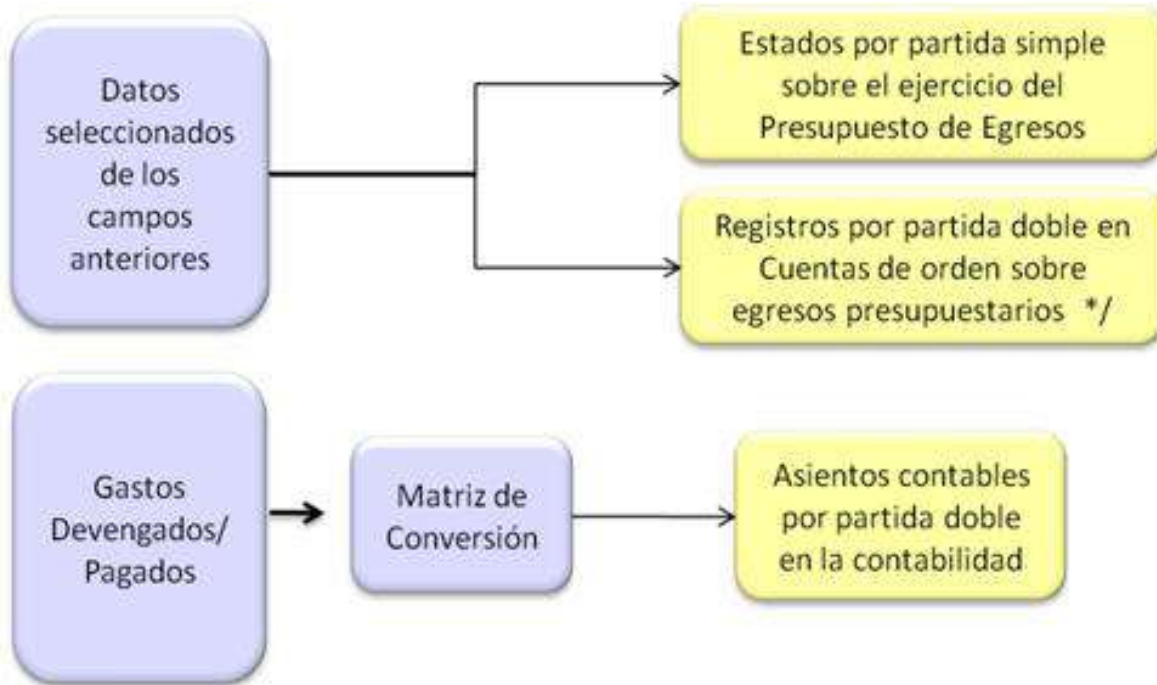 Datos
seleccionados
de los
campos
anteriores
Estados por partida simple
sobre el ejercicio del
Presupuesto de Egresos
Registros por partida doble en
Cuentas de orden sobre
egresos presupuestarios */
Gastos
Devengados/
Pagados
Matriz de
Conversión
Asientos contables
por partida doble
en la contabilidad